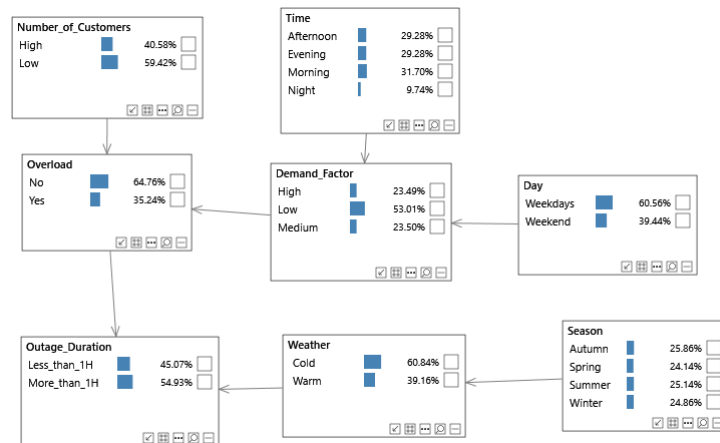 Number_of_Customers
High 40.58%
Low 59.42%
Time
Afternoon 29.28%
Evening 29.28%
Morning 31.70%
Night 9.74%
Overload
No 64.76%
Yes 35.24%
Demand_Factor
High 23.49%
Low 53.01%
Medium 23.50%
Day
Weekdays 60.56%
Weekend 39.44%
Outage_Duration
Less_than_1H 45.07%
More_than_1H 54.93%
Weather
Cold 60.84%
Warm 39.16%
Season
Autumn 25.86%
Spring 24.14%
Summer 25.14%
Winter 24.86%